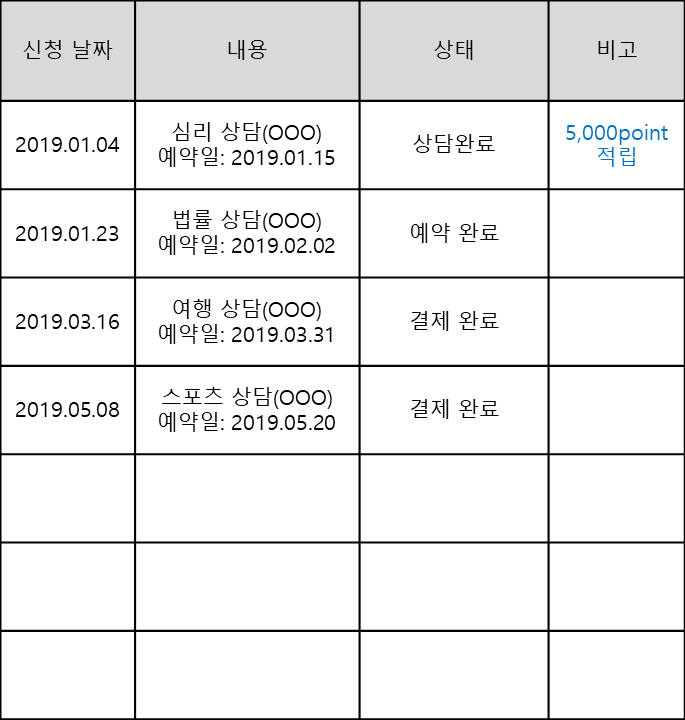 신청 날짜 내용 상태 비고
2019.01.04 심리 상담(OOO) 상담완료 5,000point
예약일: 2019.01.15 적립
2019.01.23 법률 상담(OOO) 예약 완료
예약일: 2019.02.02
2019.03.16 여행 상담(OOO) 결제 완료
예약일: 2019.03.31
2019.05.08 스포츠 상담(OOO) 결제 완료
예약일: 2019.05.20